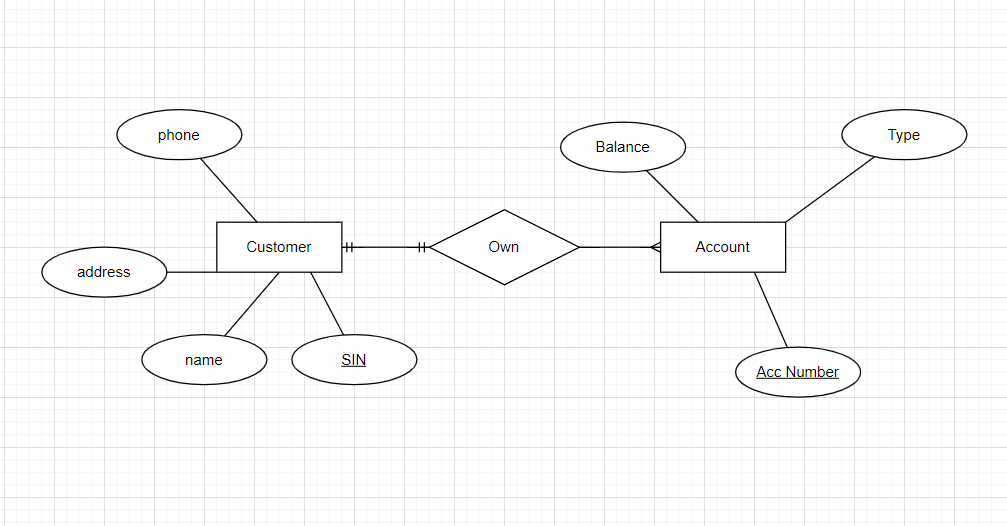 phone
Balance
Type
Customer
Own
Account
address
name
SIN
Acc Number